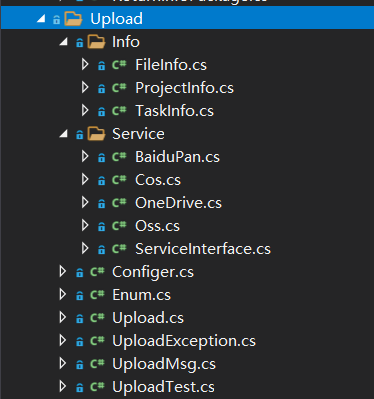 Upload
Info
C# FileInfo.cs
C# ProjectInfo.cs
C# TaskInfo.cs
Service
C# BaiduPan.cs
C# Cos.cs
C# OneDrive.cs
C# Oss.cs
C# ServiceInterface.cs
C# Configer.cs
C# Enum.cs
C# Upload.cs
C# UploadException.cs
C# UploadMsg.cs
C# UploadTest.cs